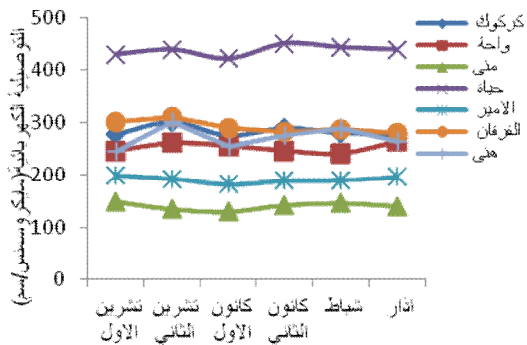 التوصيلية الكهربائية (مايكروسمنس/سم)
500
400
300
200
100
0
تشرين الاول
تشرين الثاني
كانون الاول
كانون الثاني
شباط
اذار
كركوك
واحة
منى
حياة
الامير
الفرقان
هنى